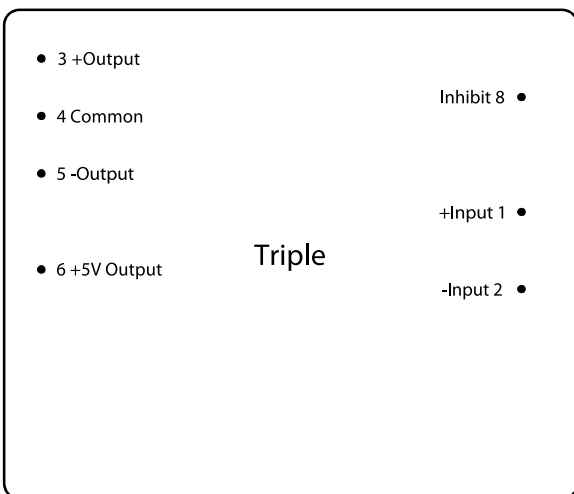 3 +Output
4 Common
5 -Output
6 +5V Output
Triple
Inhibit 8
+Input 1
-Input 2